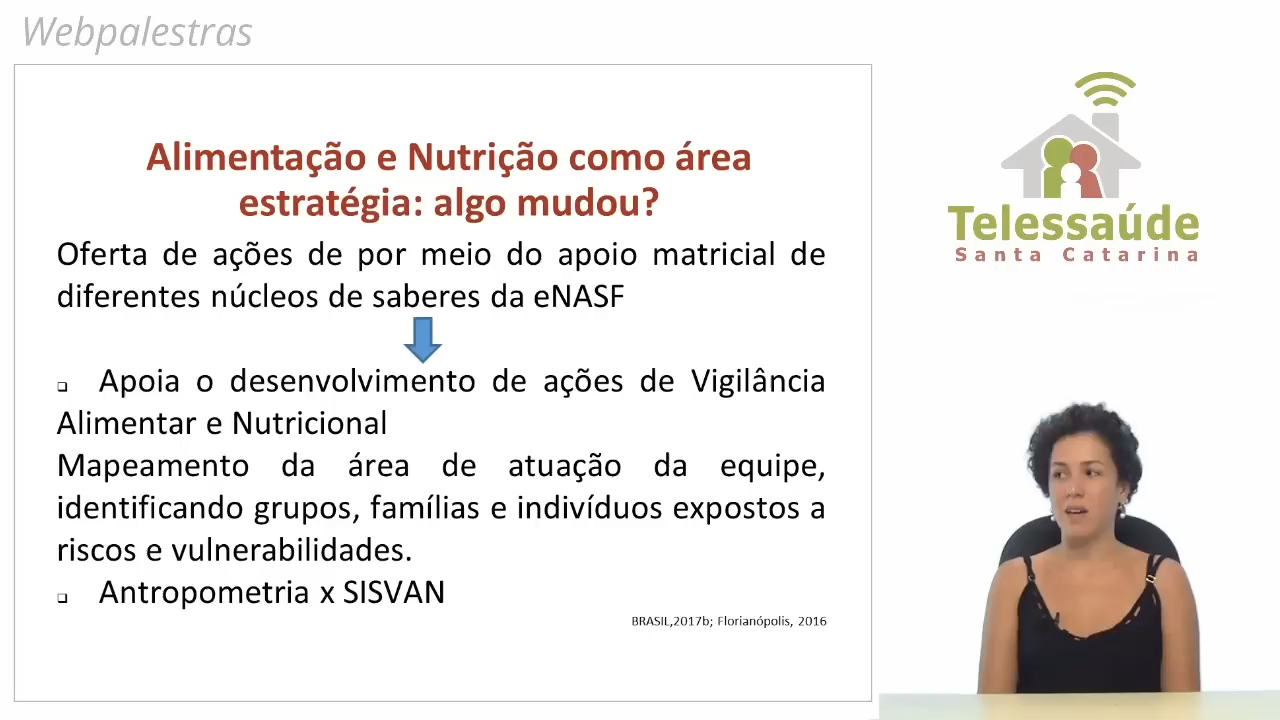 Webpalestras
Alimentação e Nutrição como área
estratégia: algo mudou?
Oferta de ações de por meio do apoio matricial de
diferentes núcleos de saberes da eNASF
Apoia o desenvolvimento de ações de Vigilância
Alimentar e Nutricional
Mapeamento da área de atuação da equipe,
identificando grupos, famílias e indivíduos expostos a
riscos e vulnerabilidades.
Antropometria x SISVAN
BRASIL,2017b; Florianópolis, 2016
Telessaúde
Santa Catarina